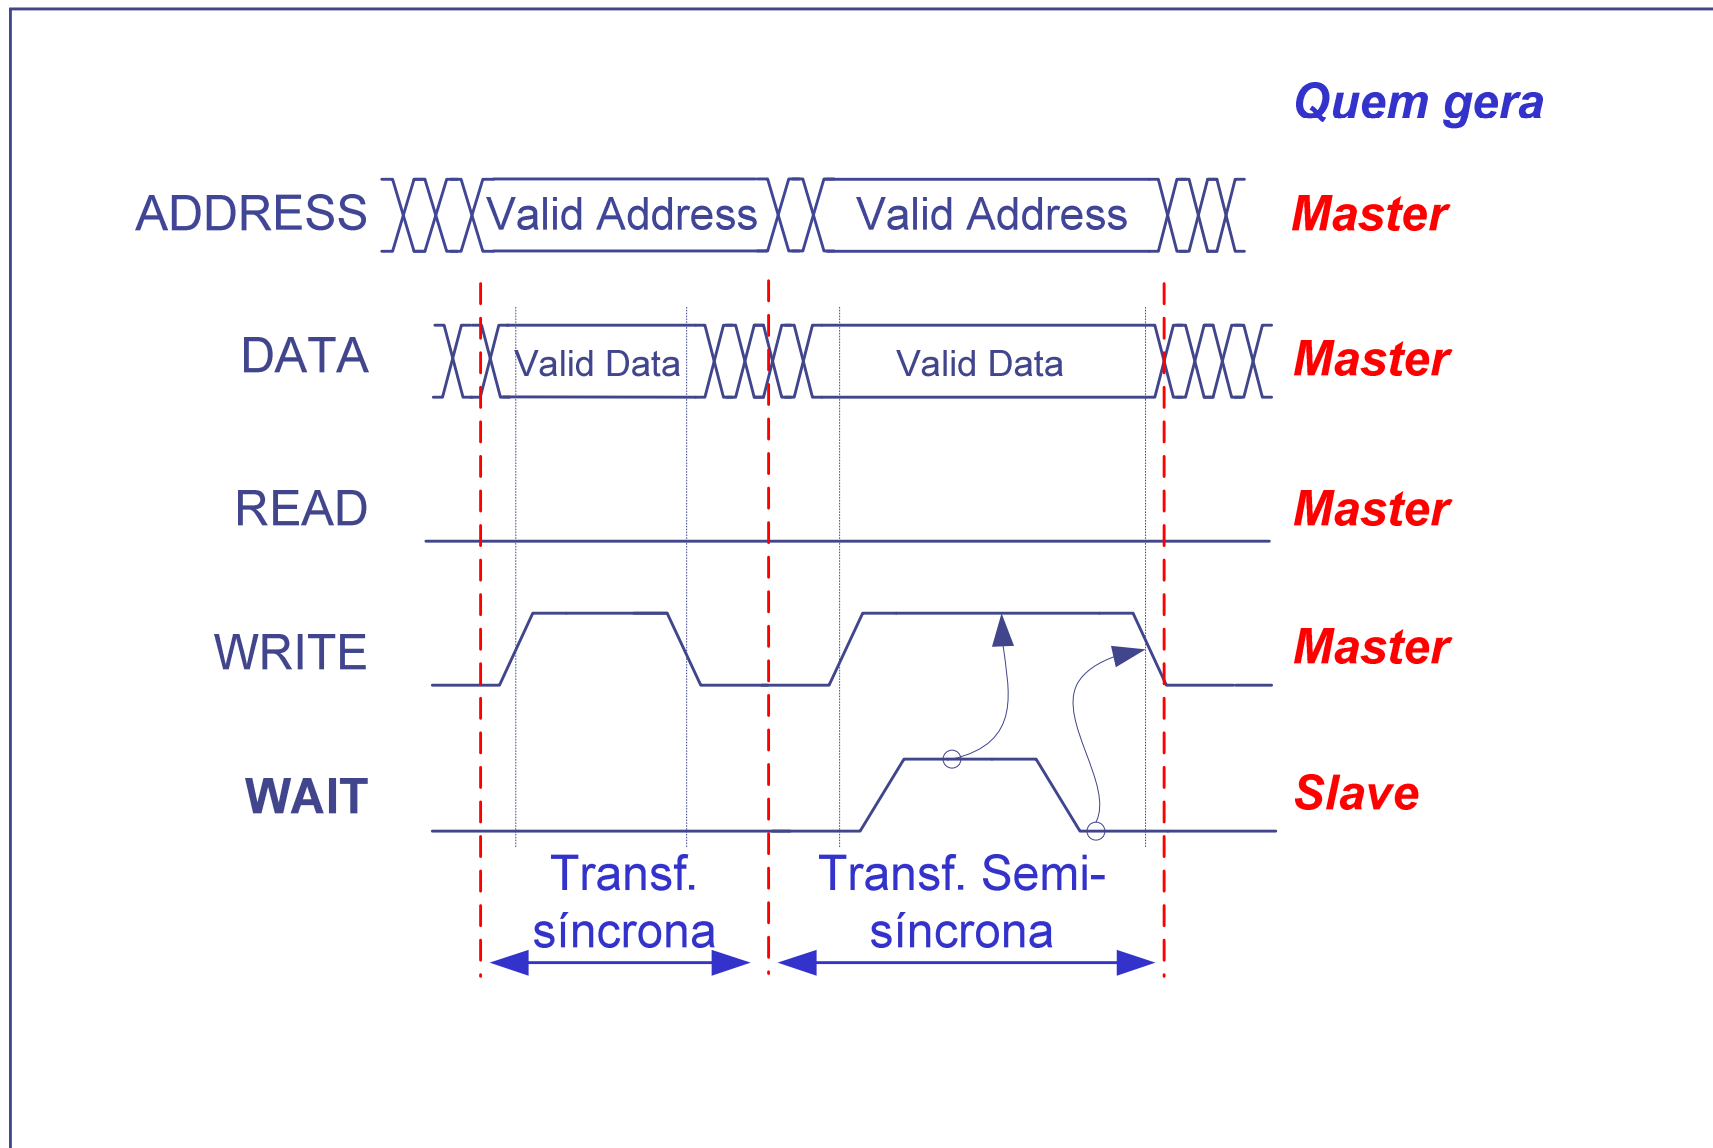 Quem gera
ADDRESS Valid Address Valid Address Master
DATA Valid Data Valid Data Master
READ Master
WRITE Master
WAIT Slave
Transf. Transf. Semi-
síncrona síncrona